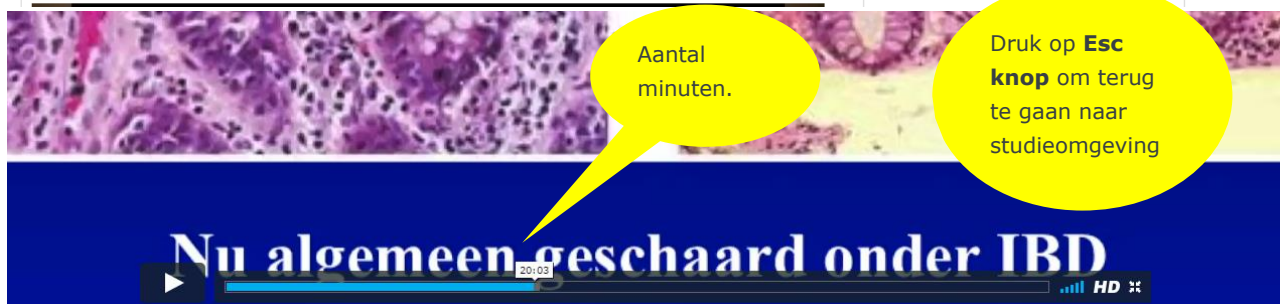 Aantal
minuten.
Druk op Esc
knop om terug
te gaan naar
studieomgeving
Nu algemeen geschaard onder IBD
20:03
HD